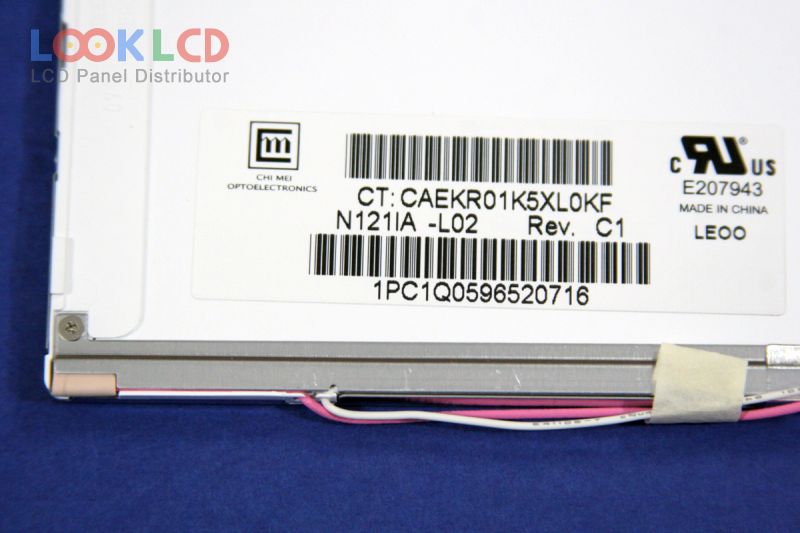 LOOKLCD
LCD Panel Distributor
CHI MEI
OPTOELECTRONICS
CT: CAEKR01K5XL0KF
N121IA -L02 Rev. C1
1PC1Q0596520716
c RU ® US
E207943
MADE IN CHINA
LEOO